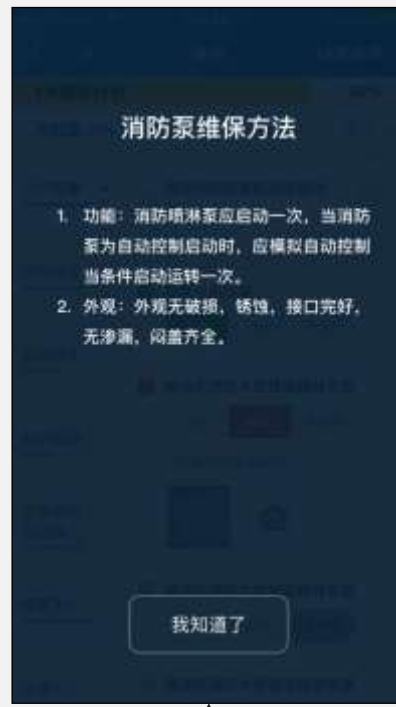 消防泵维保方法
1. 功能：消防喷淋泵应启动一次，当消防
泵为自动控制启动时，应模拟自动控制
当条件启动运转一次。
2. 外观：外观无破损，锈蚀，接口完好，
无渗漏，闷盖齐全。
我知道了